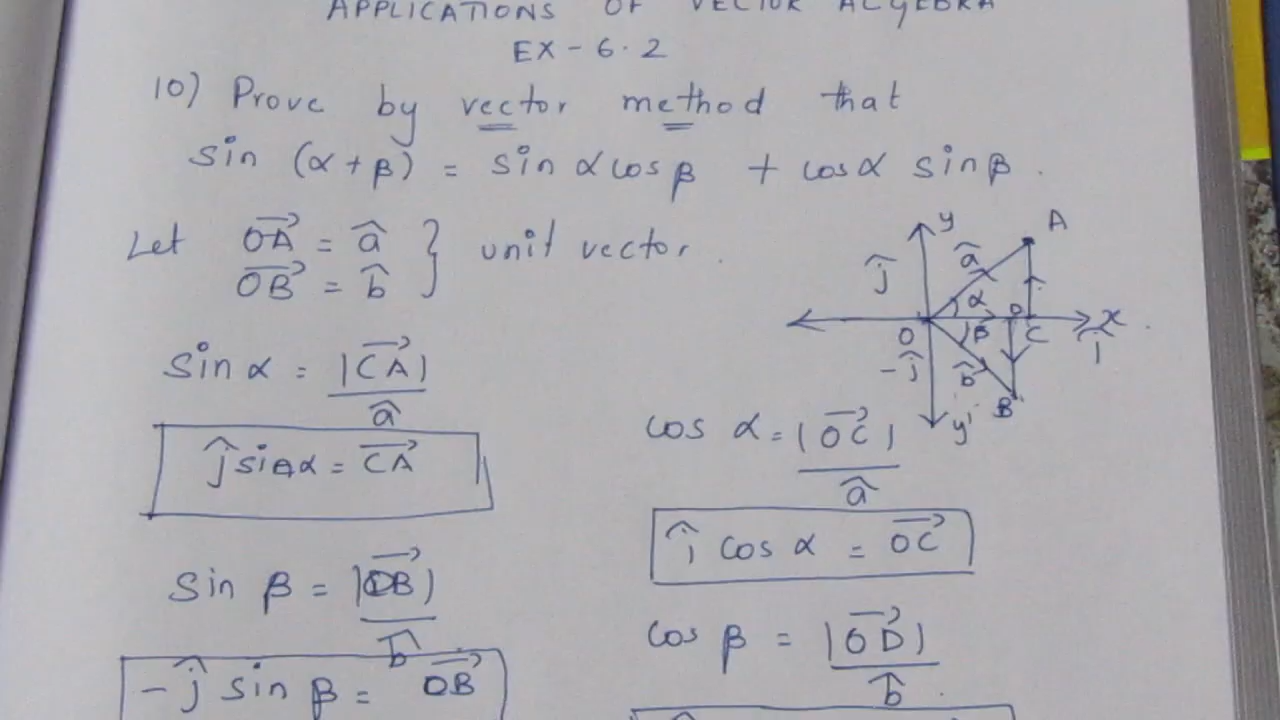 APPLICATIONS OF VECTOR ALGEBRA
EX - 6.2
10) Prove by vector method that
sin (α + β) = sin α cos β + cos α sin β.
Let OA⃗ = â } unit vector.
OB⃗ = b̂
y A
ĵ â α
O β D C x
-ĵ b̂ î
B y'
sin α = |CA⃗|
â
ĵ sin α = CA⃗
cos α = |OC⃗|
â
î cos α = OC⃗
sin β = |DB⃗|
b̂
-ĵ sin β = DB⃗
cos β = |OD⃗|
b̂.